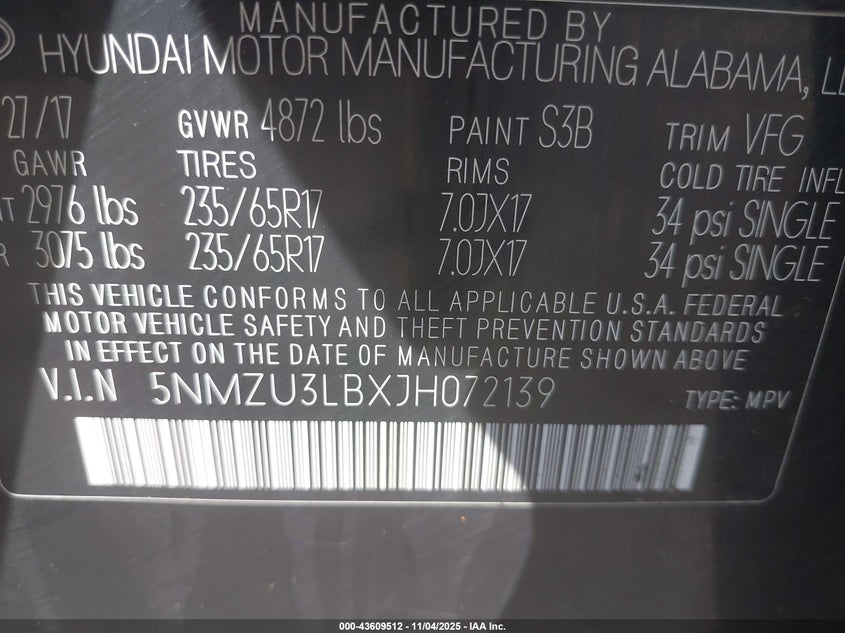 MANUFACTURED BY
HYUNDAI MOTOR MANUFACTURING ALABAMA,
27/17 GVWR 4872 lbs PAINT S3B TRIM VFG
GAWR TIRES RIMS COLD TIRE INFL
2976 lbs 235/65R17 7.0JX17 34 psi SINGLE
3075 lbs 235/65R17 7.0JX17 34 psi SINGLE
THIS VEHICLE CONFORMS TO ALL APPLICABLE U.S.A. FEDERAL
MOTOR VEHICLE SAFETY AND THEFT PREVENTION STANDARDS
IN EFFECT ON THE DATE OF MANUFACTURE SHOWN ABOVE
V.I.N 5NMZU3LBXJH072139 TYPE: MPV
000-43609512 - 11/04/2025 - IAA Inc.